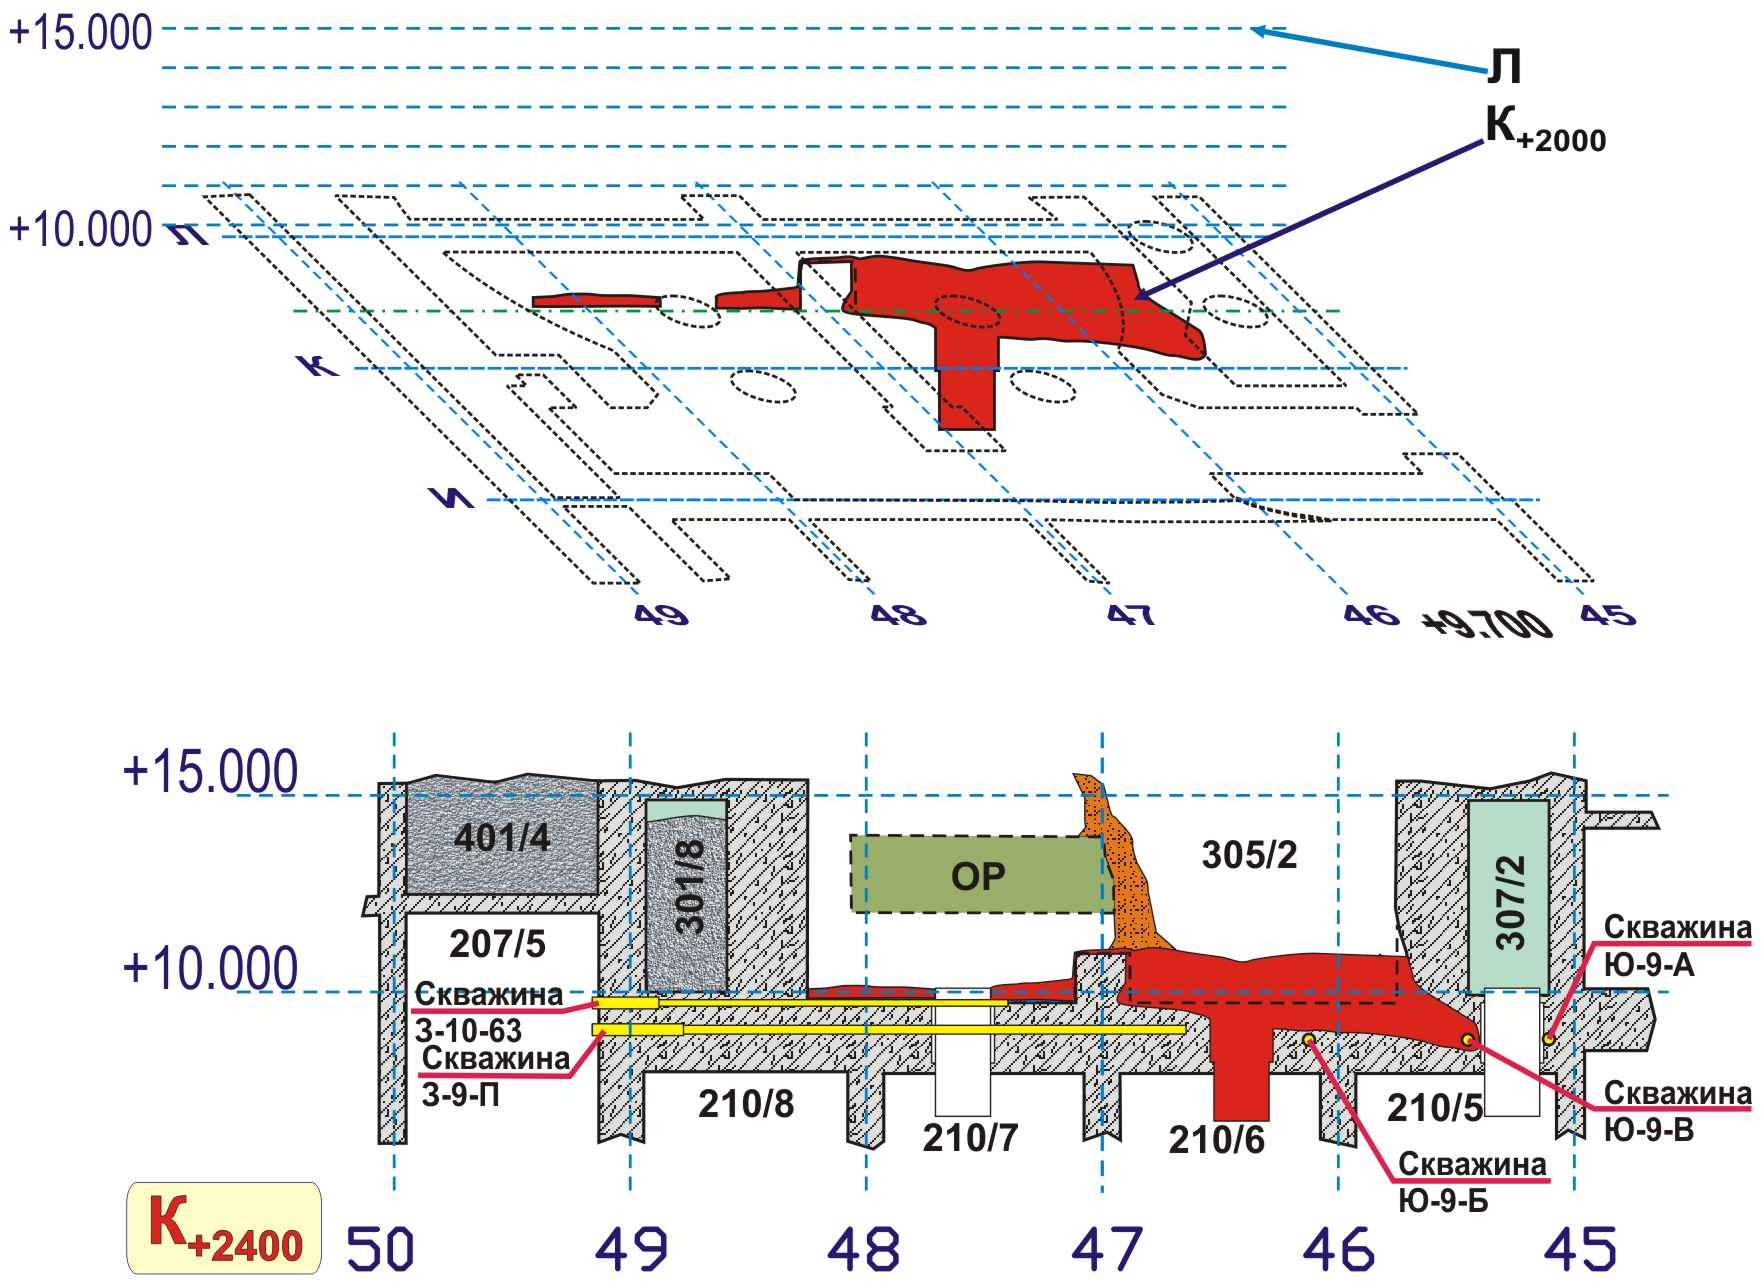 +15.000
Л
К+2000
+10.000
Л
К
И
49
48
47
46
+9.700
45
+15.000
401/4
301/8
ОР
305/2
307/2
207/5
+10.000
Скважина
З-10-63
Скважина
З-9-П
Скважина
Ю-9-А
210/8
210/7
210/6
210/5
Скважина
Ю-9-В
Скважина
Ю-9-Б
К+2400
50
49
48
47
46
45